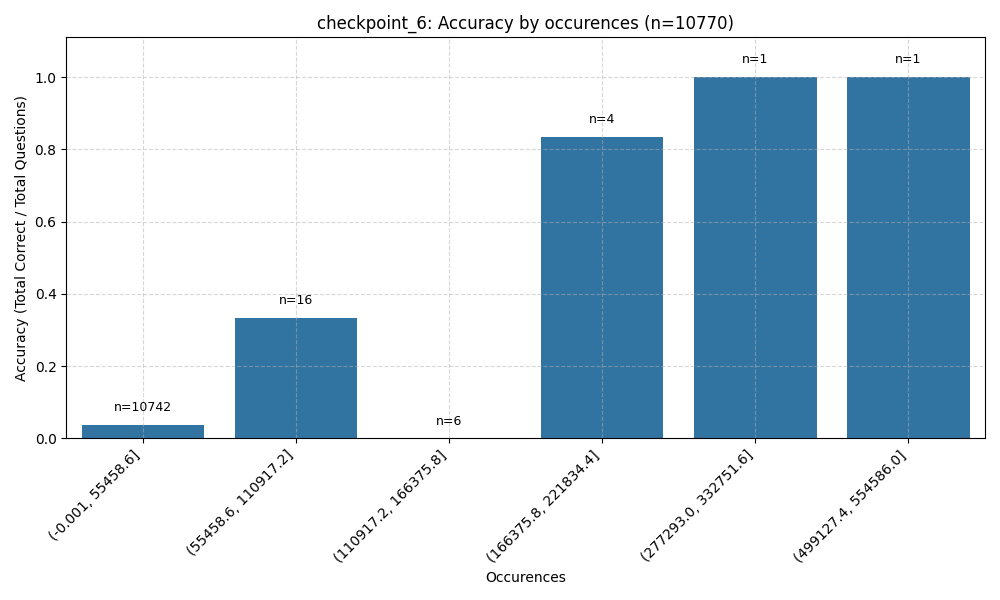 checkpoint_6: Accuracy by occurences (n=10770)
Accuracy (Total Correct / Total Questions)
1.0
0.8
0.6
0.4
0.2
0.0
n=10742
n=16
n=6
n=4
n=1
n=1
(-0.001, 55458.6]
(55458.6, 110917.2]
(110917.2, 166375.8]
(166375.8, 221834.4]
(277293.0, 332751.6]
(499127.4, 554586.0]
Occurences